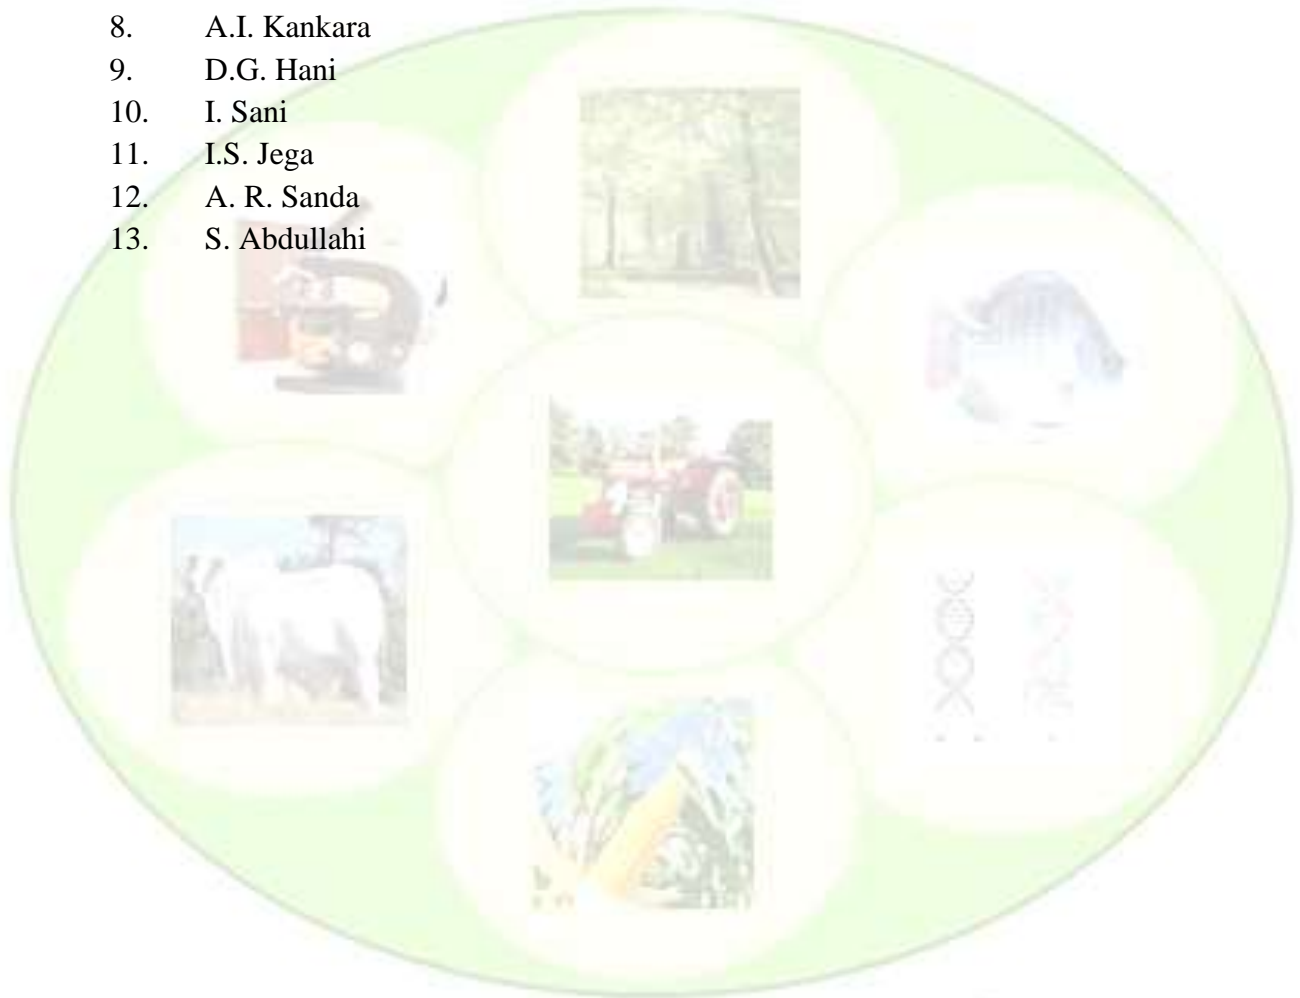 8. A.I. Kankara
9. D.G. Hani
10. I. Sani
11. I.S. Jega
12. A. R. Sanda
13. S. Abdullahi